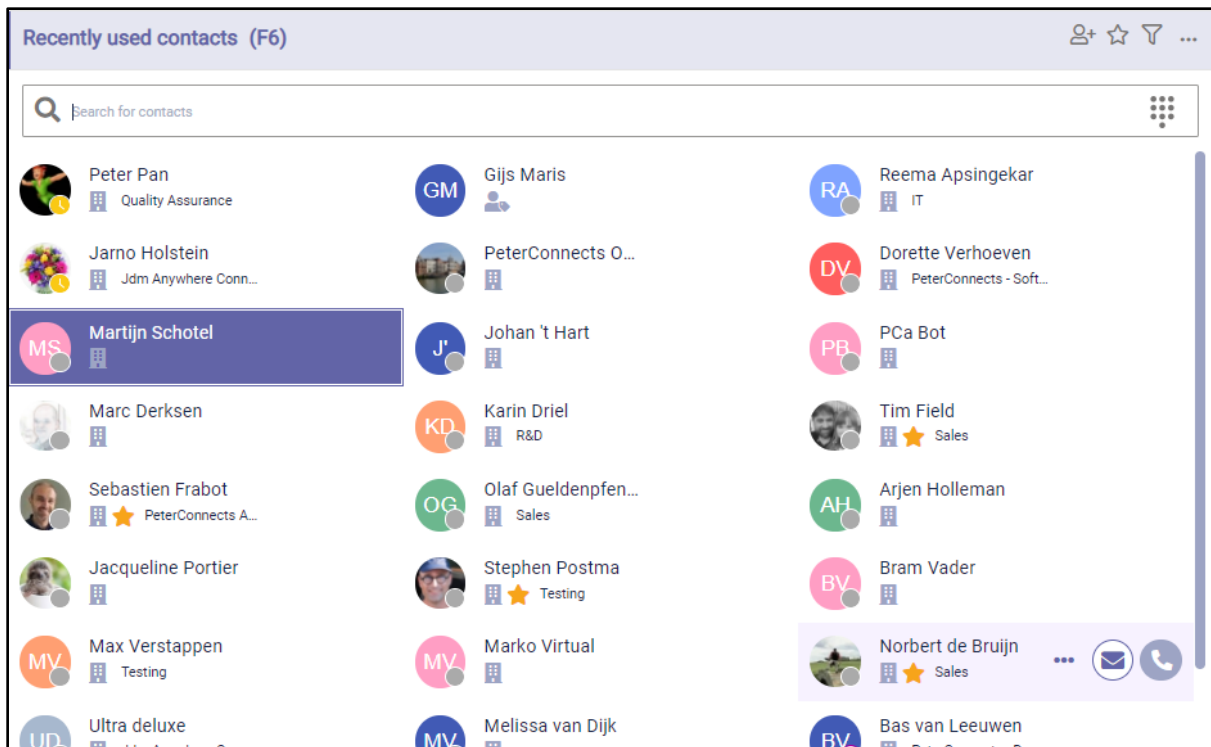 Recently used contacts (F6)
Search for contacts
Peter Pan
Quality Assurance
GM
Gijs Maris
RA
Reema Apsingekar
IT
Jarno Holstein
Jdm Anywhere Conn...
PeterConnects O...
DV
Dorette Verhoeven
PeterConnects - Soft...
MS
Martijn Schotel
J'
Johan 't Hart
PB
PCa Bot
Marc Derksen
KD
Karin Driel
R&D
Tim Field
Sales
Sebastien Frabot
PeterConnects A...
OG
Olaf Gueldenpfen...
Sales
AH
Arjen Holleman
Jacqueline Portier
Stephen Postma
Testing
BV
Bram Vader
MV
Max Verstappen
Testing
MV
Marko Virtual
Norbert de Bruijn
Sales
UD
Ultra deluxe
MV
Melissa van Dijk
BV
Bas van Leeuwen